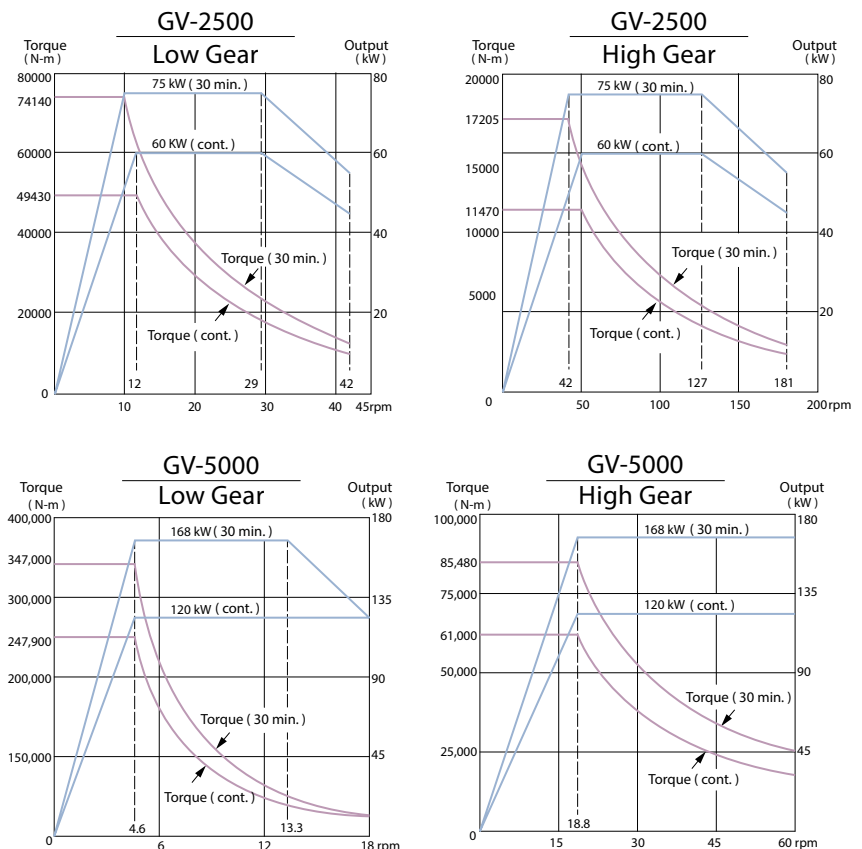 GV-2500
Low Gear
Torque
(N-m)
Output
(kW)
80000
74140
60000
49430
40000
20000
0
80
60
40
20
75 kW (30 min.)
60 KW (cont.)
Torque (30 min.)
Torque (cont.)
12
29
42
10
20
30
40
45rpm
GV-2500
High Gear
Torque
(N-m)
Output
(kW)
20000
17205
15000
11470
10000
5000
0
80
60
40
20
75 kW (30 min.)
60 kW (cont.)
Torque (30 min.)
Torque (cont.)
42
127
181
50
100
150
200rpm
GV-5000
Low Gear
Torque
(N-m)
Output
(kW)
400,000
347,000
300,000
247,900
200,000
150,000
0
180
135
90
45
168 kW (30 min.)
120 kW (cont.)
Torque (30 min.)
Torque (cont.)
4.6
13.3
6
12
18 rpm
GV-5000
High Gear
Torque
(N-m)
Output
(kW)
100,000
85,480
75,000
61,000
50,000
25,000
0
180
135
90
45
168 kW (30 min.)
120 kW (cont.)
Torque (30 min.)
Torque (cont.)
18.8
15
30
45
60 rpm